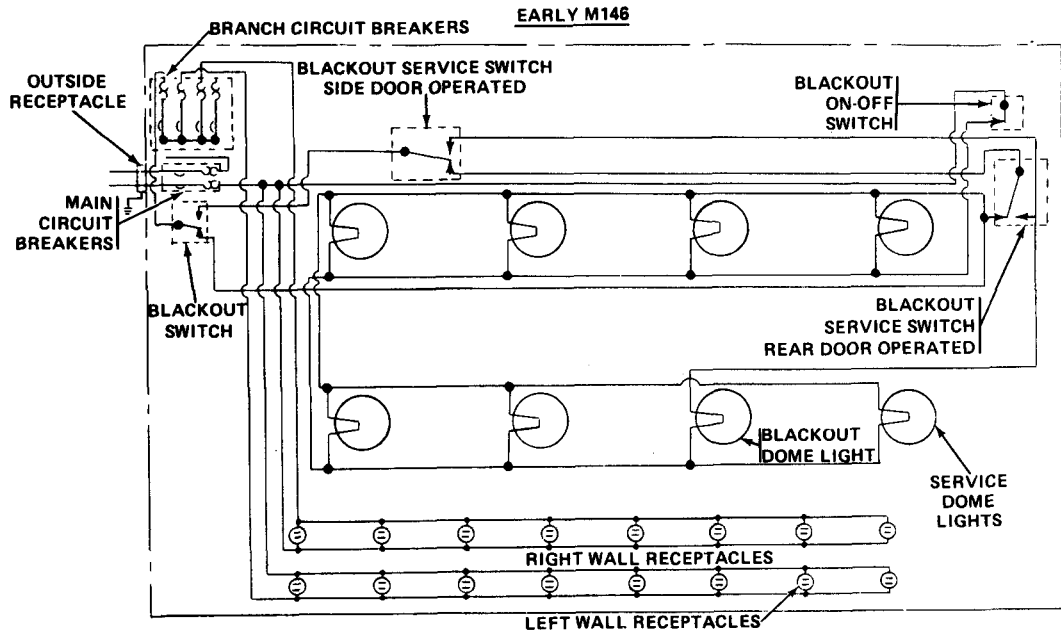 EARLY M146
BRANCH CIRCUIT BREAKERS
OUTSIDE
RECEPTACLE
BLACKOUT SERVICE SWITCH
SIDE DOOR OPERATED
BLACKOUT
ON-OFF
SWITCH
MAIN
CIRCUIT
BREAKERS
BLACKOUT
SWITCH
BLACKOUT
SERVICE SWITCH
REAR DOOR OPERATED
BLACKOUT
DOME LIGHT
SERVICE
DOME
LIGHTS
RIGHT WALL RECEPTACLES
LEFT WALL RECEPTACLES